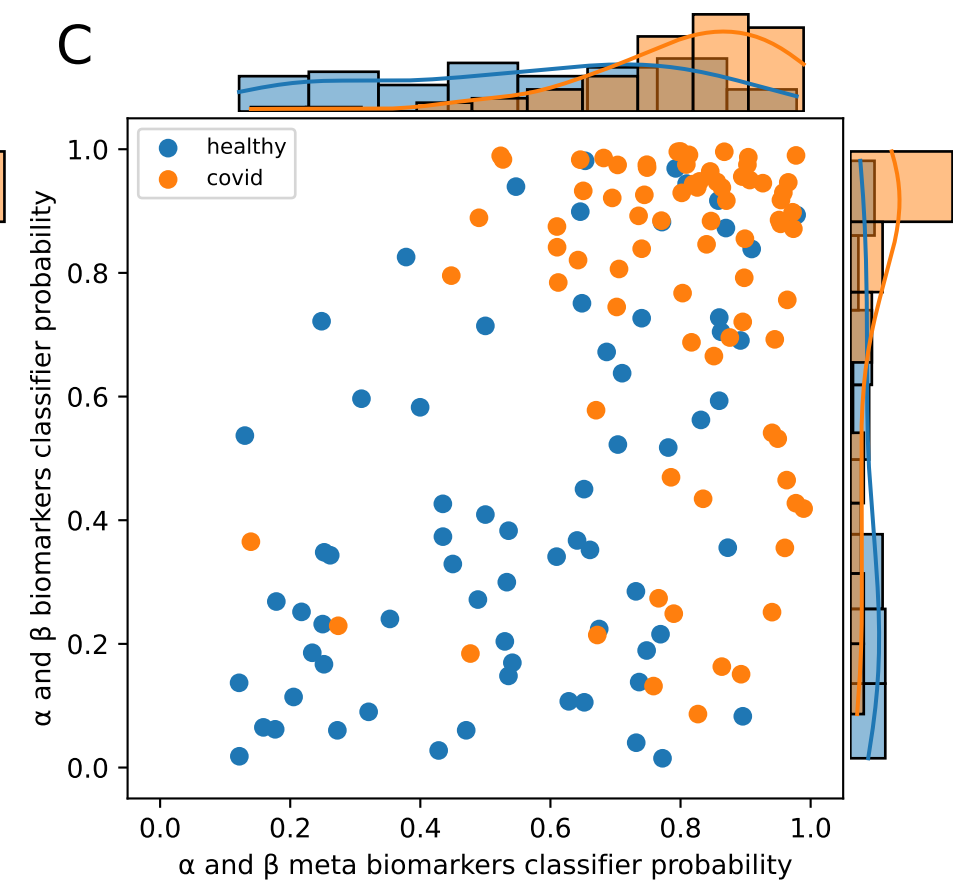 C
healthy
covid
1.0
0.8
0.6
0.4
0.2
0.0
α and β biomarkers classifier probability
0.0 0.2 0.4 0.6 0.8 1.0
α and β meta biomarkers classifier probability